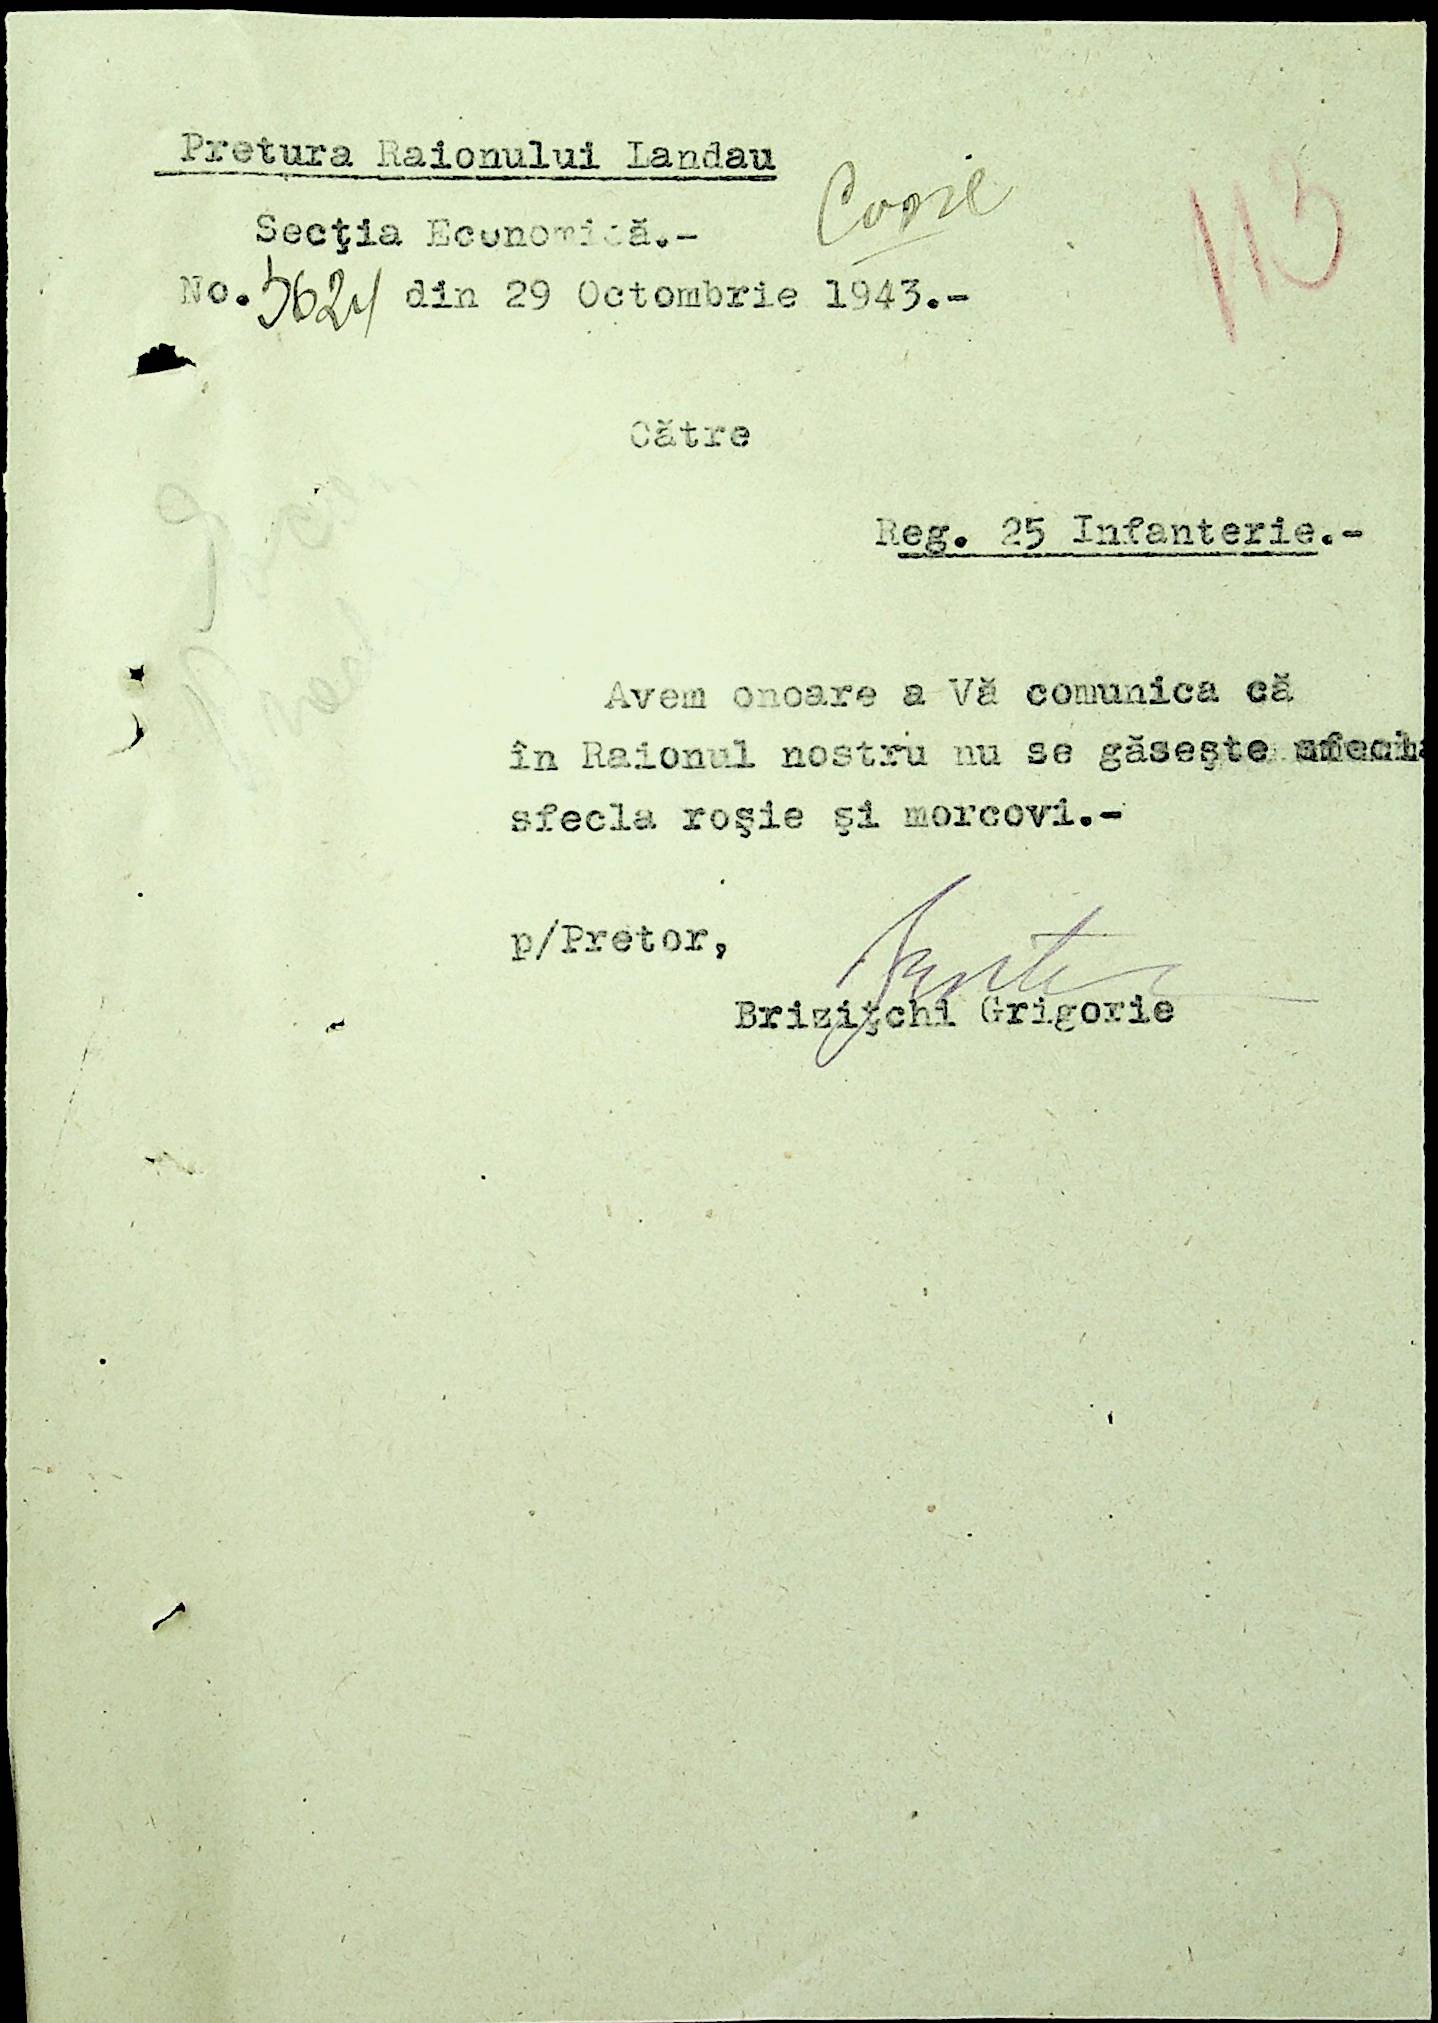 Pretura Raionului Landau
Copie
113
Secţia Economică.-
No. 5624 din 29 Octombrie 1943.-
Către
Reg. 25 Infanterie.-
Avem onoare a Vă comunica că
în Raionul nostru nu se găseşte
sfecla roşie şi morcovi.-
p/Pretor,
Briziţchi Grigorie